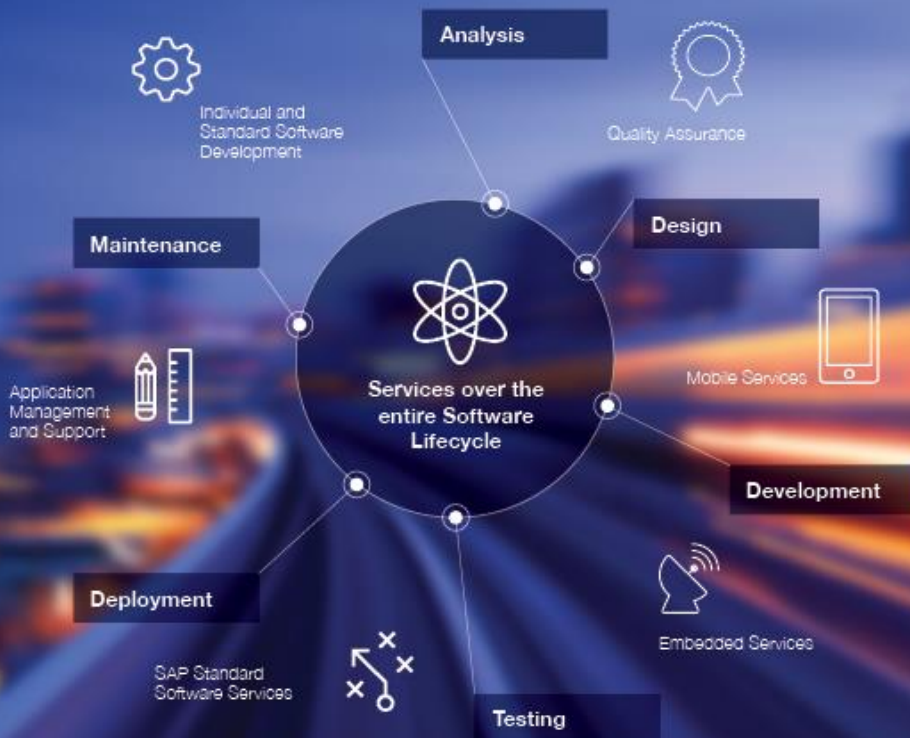 Analysis
Individual and
Standard Software
Development
Quality Assurance
Maintenance
Design
Services over the
entire Software
Lifecycle
Mobile Services
Application
Management
and Support
Development
Deployment
Embedded Services
SAP Standard
Software Services
Testing